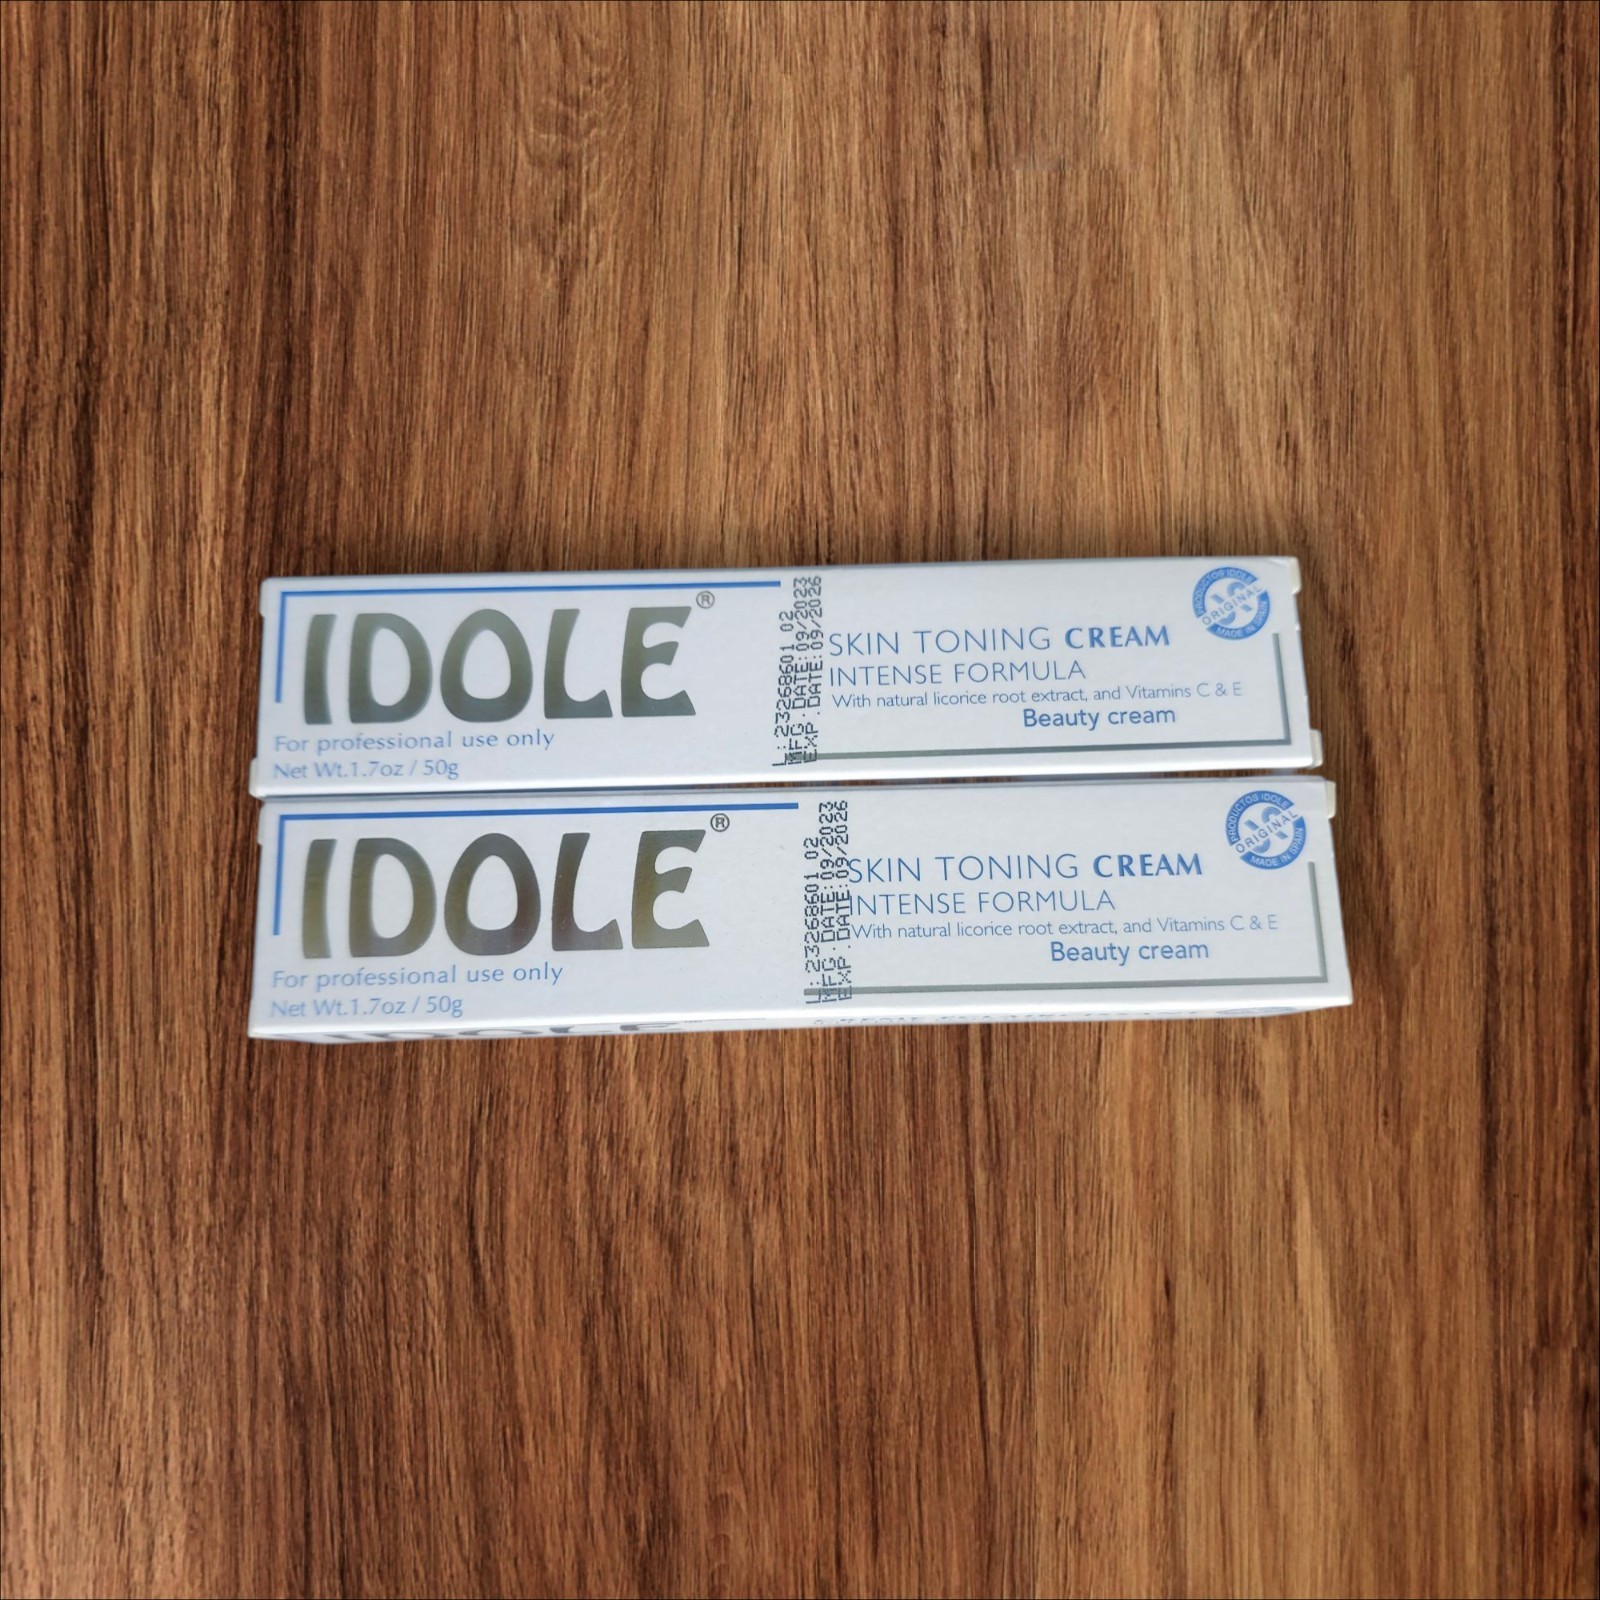 IDOLE®
For professional use only
Net Wt.1.7oz / 50g
L.:23268601 02
MFG.DATE:09/2023
EXP.DATE:09/2026
SKIN TONING CREAM
INTENSE FORMULA
With natural licorice root extract, and Vitamins C & E
Beauty cream
PRODUCTOS IDOLE
ORIGINAL
MADE IN SPAIN
IDOLE®
For professional use only
Net Wt.1.7oz / 50g
L.:23268601 02
MFG.DATE:09/2023
EXP.DATE:09/2026
SKIN TONING CREAM
INTENSE FORMULA
With natural licorice root extract, and Vitamins C & E
Beauty cream
PRODUCTOS IDOLE
ORIGINAL
MADE IN SPAIN
IDOLE